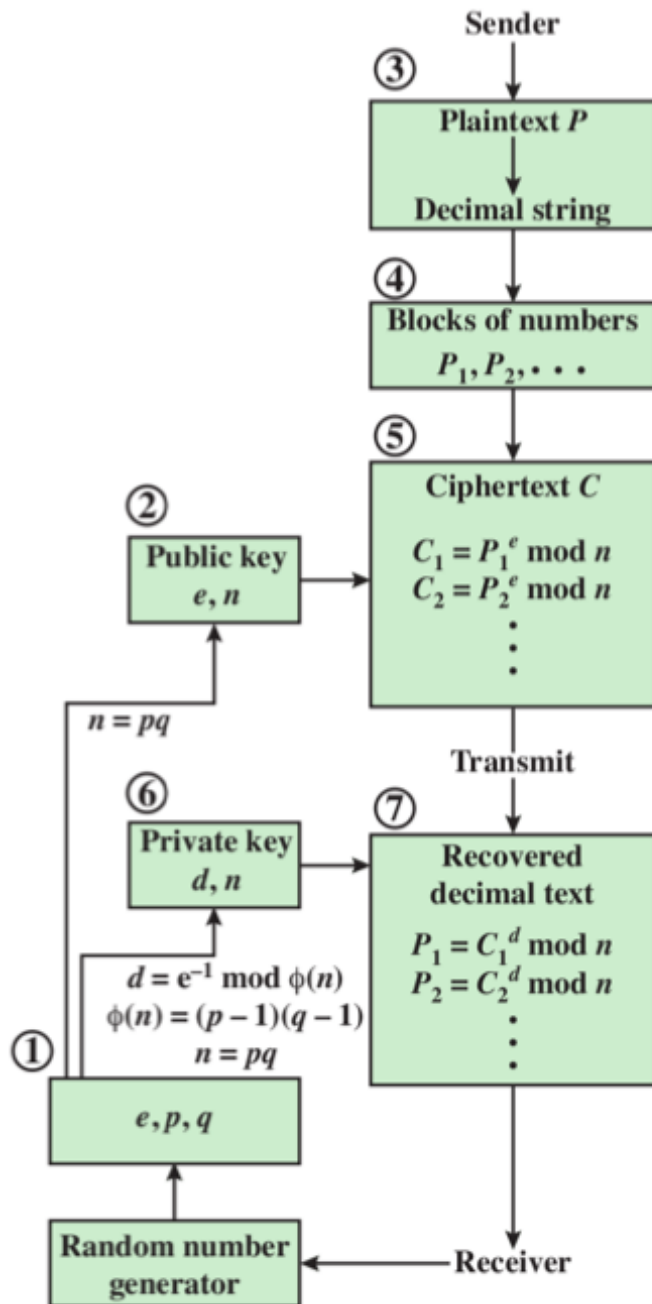 Sender
③
Plaintext P
Decimal string
④
Blocks of numbers
P₁, P₂, . . .
⑤
Ciphertext C
C₁ = P₁ᵉ mod n
C₂ = P₂ᵉ mod n
②
Public key
e, n
n = pq
Transmit
⑥
Private key
d, n
⑦
Recovered
decimal text
P₁ = C₁ᵈ mod n
P₂ = C₂ᵈ mod n
d = e⁻¹ mod ϕ(n)
ϕ(n) = (p – 1)(q – 1)
n = pq
①
e, p, q
Random number
generator
Receiver